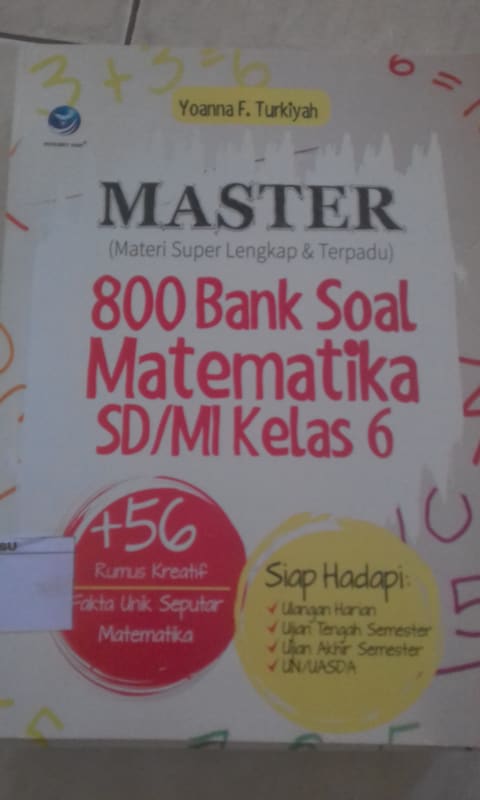 3 + 3 = 6
6 =
Yoanna F. Turkiyah
MASTER
(Materi Super Lengkap & Terpadu)
800 Bank Soal
Matematika
SD/MI Kelas 6
+56
Rumus Kreatif
Fakta Unik Seputar
Matematika
Siap Hadapi:
✓ Ulangan Harian
✓ Ujian Tengah Semester
✓ Ujian Akhir Semester
✓ UN/UASDA